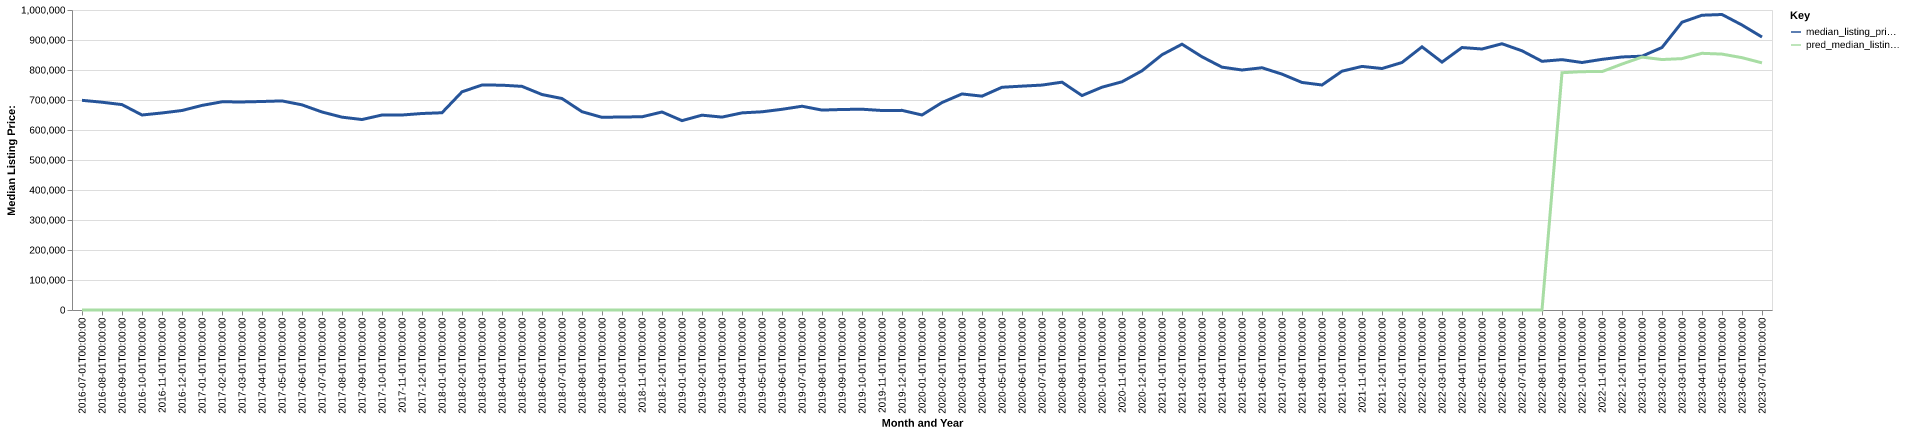 1,000,000
900,000
800,000
700,000
600,000
500,000
400,000
300,000
200,000
100,000
0
Median Listing Price:
2016-07-01T00:00:00
2016-08-01T00:00:00
2016-09-01T00:00:00
2016-10-01T00:00:00
2016-11-01T00:00:00
2016-12-01T00:00:00
2017-01-01T00:00:00
2017-02-01T00:00:00
2017-03-01T00:00:00
2017-04-01T00:00:00
2017-05-01T00:00:00
2017-06-01T00:00:00
2017-07-01T00:00:00
2017-08-01T00:00:00
2017-09-01T00:00:00
2017-10-01T00:00:00
2017-11-01T00:00:00
2017-12-01T00:00:00
2018-01-01T00:00:00
2018-02-01T00:00:00
2018-03-01T00:00:00
2018-04-01T00:00:00
2018-05-01T00:00:00
2018-06-01T00:00:00
2018-07-01T00:00:00
2018-08-01T00:00:00
2018-09-01T00:00:00
2018-10-01T00:00:00
2018-11-01T00:00:00
2018-12-01T00:00:00
2019-01-01T00:00:00
2019-02-01T00:00:00
2019-03-01T00:00:00
2019-04-01T00:00:00
2019-05-01T00:00:00
2019-06-01T00:00:00
2019-07-01T00:00:00
2019-08-01T00:00:00
2019-09-01T00:00:00
2019-10-01T00:00:00
2019-11-01T00:00:00
2019-12-01T00:00:00
2020-01-01T00:00:00
2020-02-01T00:00:00
2020-03-01T00:00:00
2020-04-01T00:00:00
2020-05-01T00:00:00
2020-06-01T00:00:00
2020-07-01T00:00:00
2020-08-01T00:00:00
2020-09-01T00:00:00
2020-10-01T00:00:00
2020-11-01T00:00:00
2020-12-01T00:00:00
2021-01-01T00:00:00
2021-02-01T00:00:00
2021-03-01T00:00:00
2021-04-01T00:00:00
2021-05-01T00:00:00
2021-06-01T00:00:00
2021-07-01T00:00:00
2021-08-01T00:00:00
2021-09-01T00:00:00
2021-10-01T00:00:00
2021-11-01T00:00:00
2021-12-01T00:00:00
2022-01-01T00:00:00
2022-02-01T00:00:00
2022-03-01T00:00:00
2022-04-01T00:00:00
2022-05-01T00:00:00
2022-06-01T00:00:00
2022-07-01T00:00:00
2022-08-01T00:00:00
2022-09-01T00:00:00
2022-10-01T00:00:00
2022-11-01T00:00:00
2022-12-01T00:00:00
2023-01-01T00:00:00
2023-02-01T00:00:00
2023-03-01T00:00:00
2023-04-01T00:00:00
2023-05-01T00:00:00
2023-06-01T00:00:00
2023-07-01T00:00:00
Month and Year
Key
median_listing_pri…
pred_median_listin…